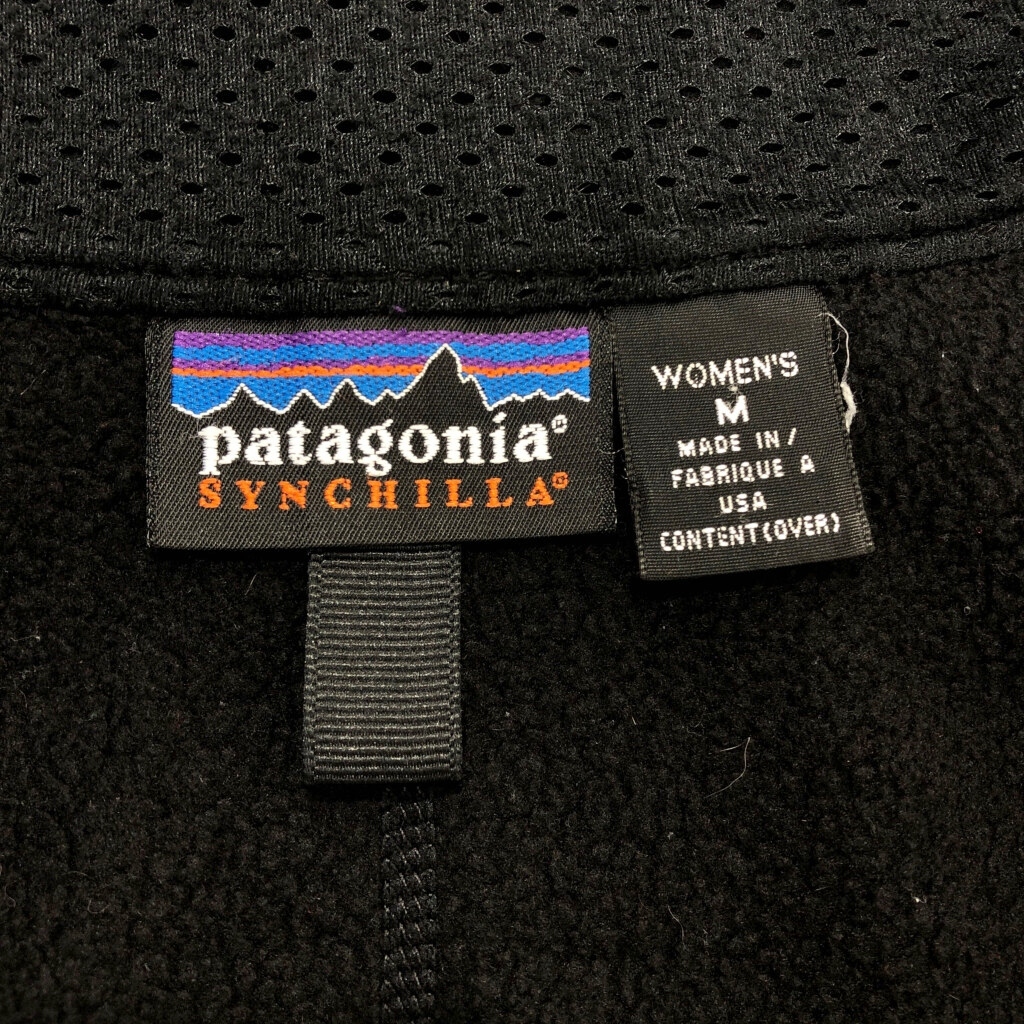 patagonia®
SYNCHILLA®
WOMEN'S
M
MADE IN /
FABRIQUE A
USA
CONTENT(OVER)